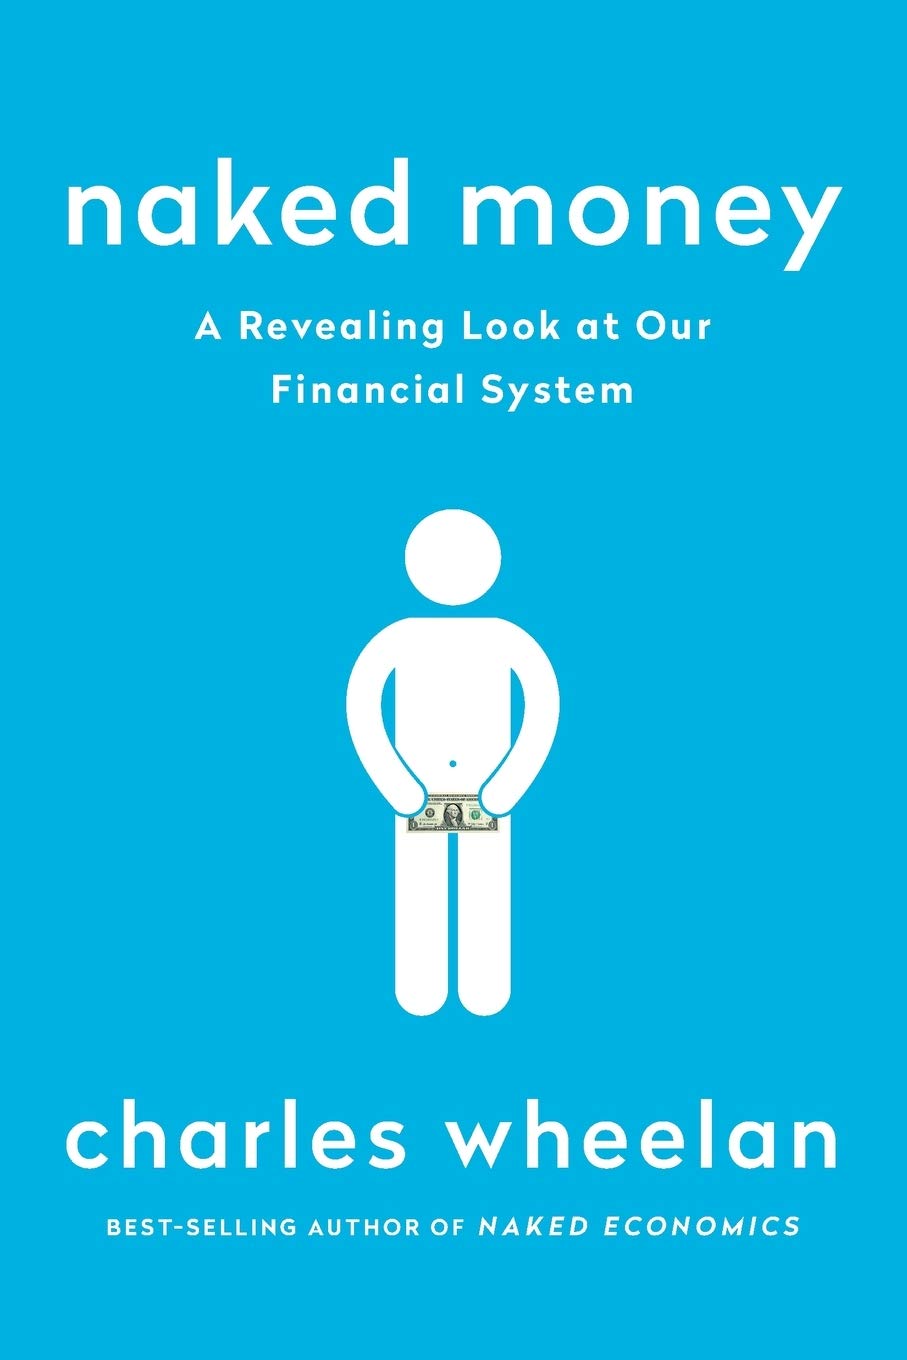 naked money
A Revealing Look at Our
Financial System
charles wheelan
BEST-SELLING AUTHOR OF NAKED ECONOMICS